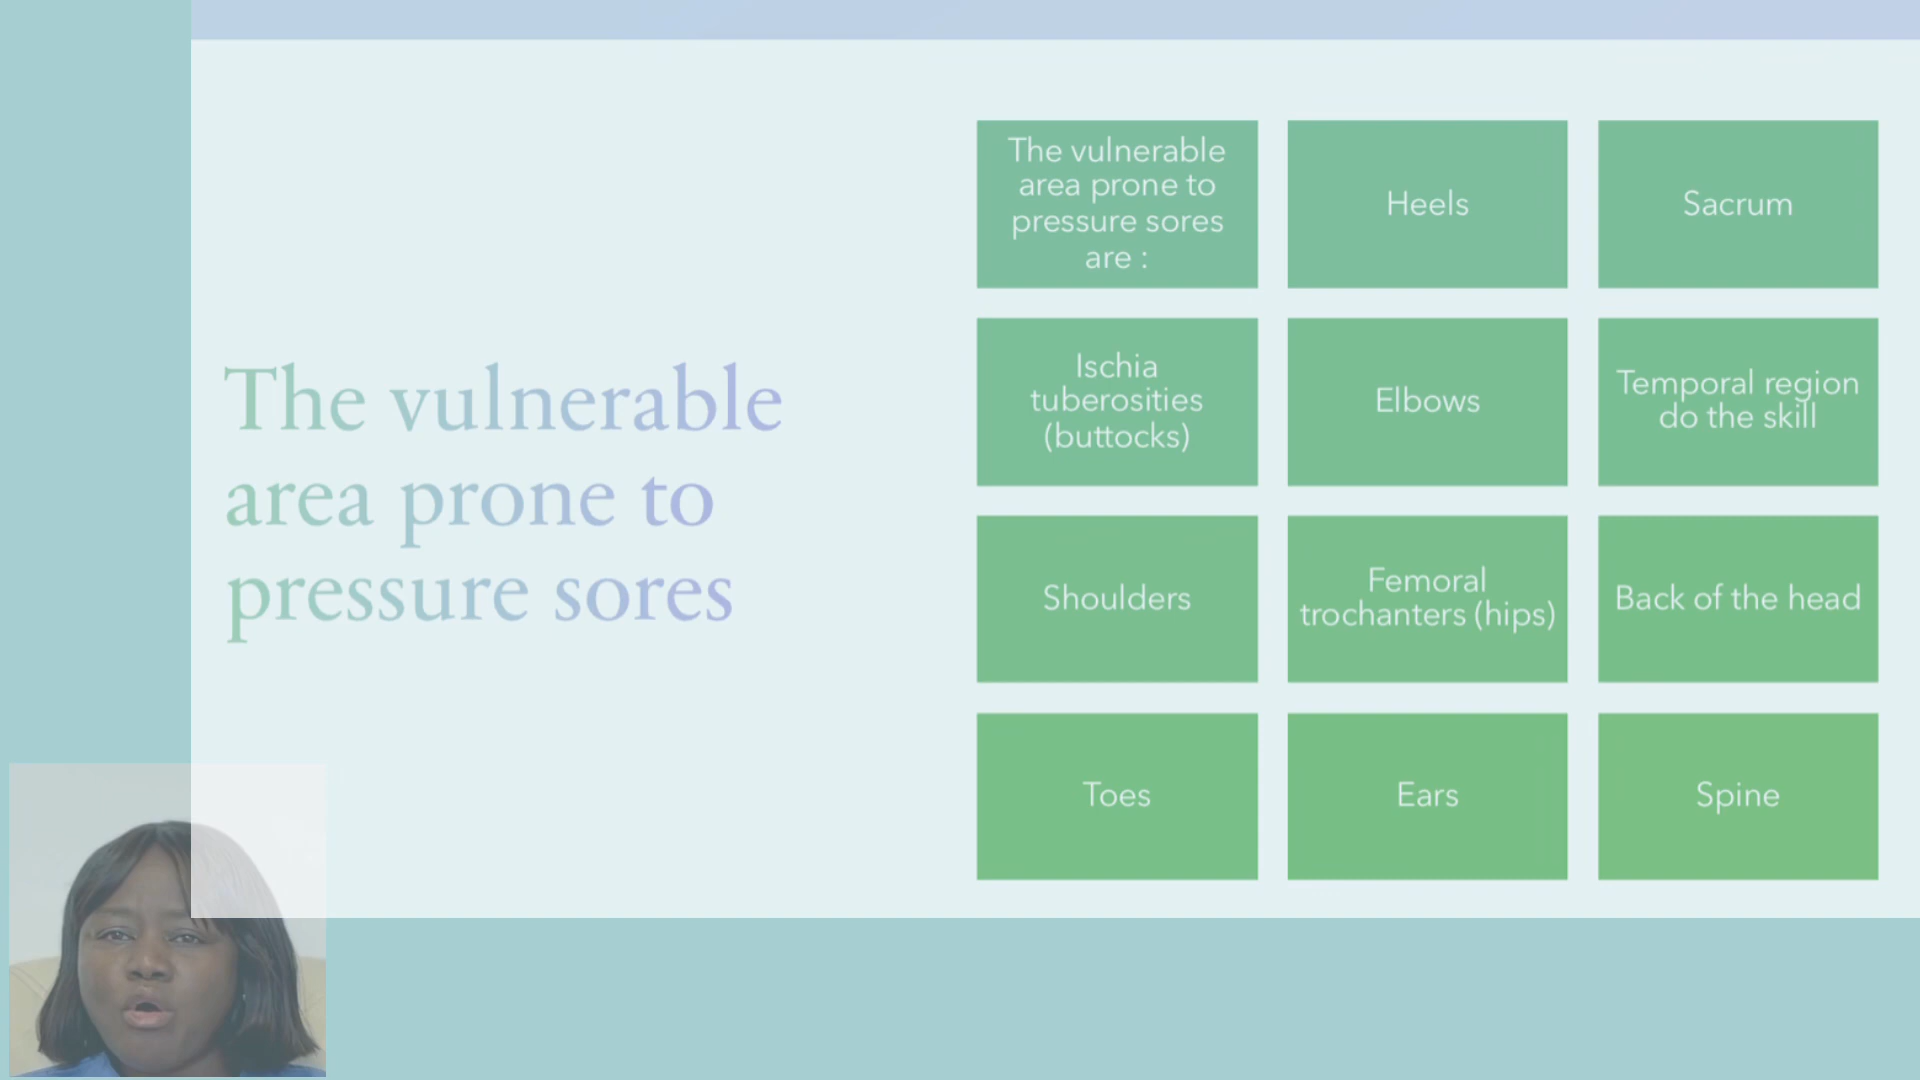 The vulnerable
area prone to
pressure sores
The vulnerable
area prone to
pressure sores
are :
Heels
Sacrum
Ischia
tuberosities
(buttocks)
Elbows
Temporal region
do the skill
Shoulders
Femoral
trochanters (hips)
Back of the head
Toes
Ears
Spine